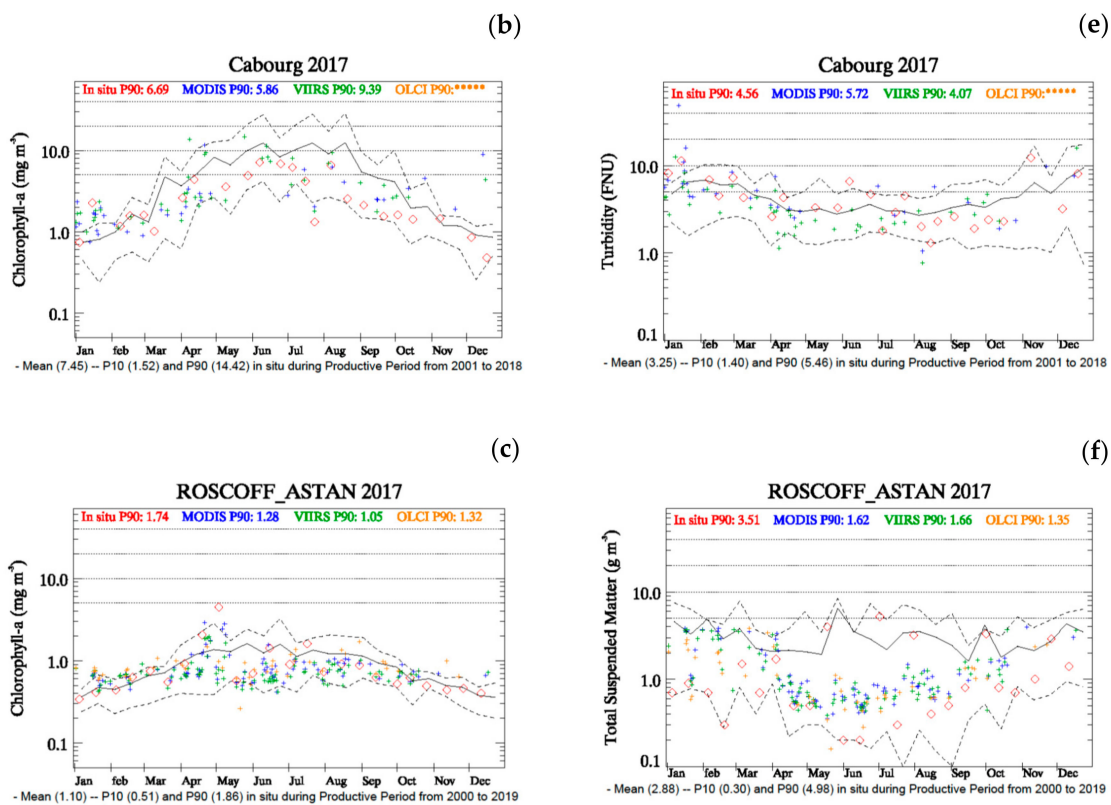 (b)
Cabourg 2017
In situ P90: 6.69 MODIS P90: 5.86 VIIRS P90: 9.39 OLCI P90:*****
Chlorophyll-a (mg m⁻³)
10.0
1.0
0.1
Jan feb Mar Apr May Jun Jul Aug Sep Oct Nov Dec
- Mean (7.45) -- P10 (1.52) and P90 (14.42) in situ during Productive Period from 2001 to 2018
(e)
Cabourg 2017
In situ P90: 4.56 MODIS P90: 5.72 VIIRS P90: 4.07 OLCI P90:*****
Turbidity (FNU)
10.0
1.0
0.1
Jan feb Mar Apr May Jun Jul Aug Sep Oct Nov Dec
- Mean (3.25) -- P10 (1.40) and P90 (5.46) in situ during Productive Period from 2001 to 2018
(c)
ROSCOFF_ASTAN 2017
In situ P90: 1.74 MODIS P90: 1.28 VIIRS P90: 1.05 OLCI P90: 1.32
Chlorophyll-a (mg m⁻³)
10.0
1.0
0.1
Jan feb Mar Apr May Jun Jul Aug Sep Oct Nov Dec
- Mean (1.10) -- P10 (0.51) and P90 (1.86) in situ during Productive Period from 2000 to 2019
(f)
ROSCOFF_ASTAN 2017
In situ P90: 3.51 MODIS P90: 1.62 VIIRS P90: 1.66 OLCI P90: 1.35
Total Suspended Matter (g m⁻³)
10.0
1.0
0.1
Jan feb Mar Apr May Jun Jul Aug Sep Oct Nov Dec
- Mean (2.88) -- P10 (0.30) and P90 (4.98) in situ during Productive Period from 2000 to 2019